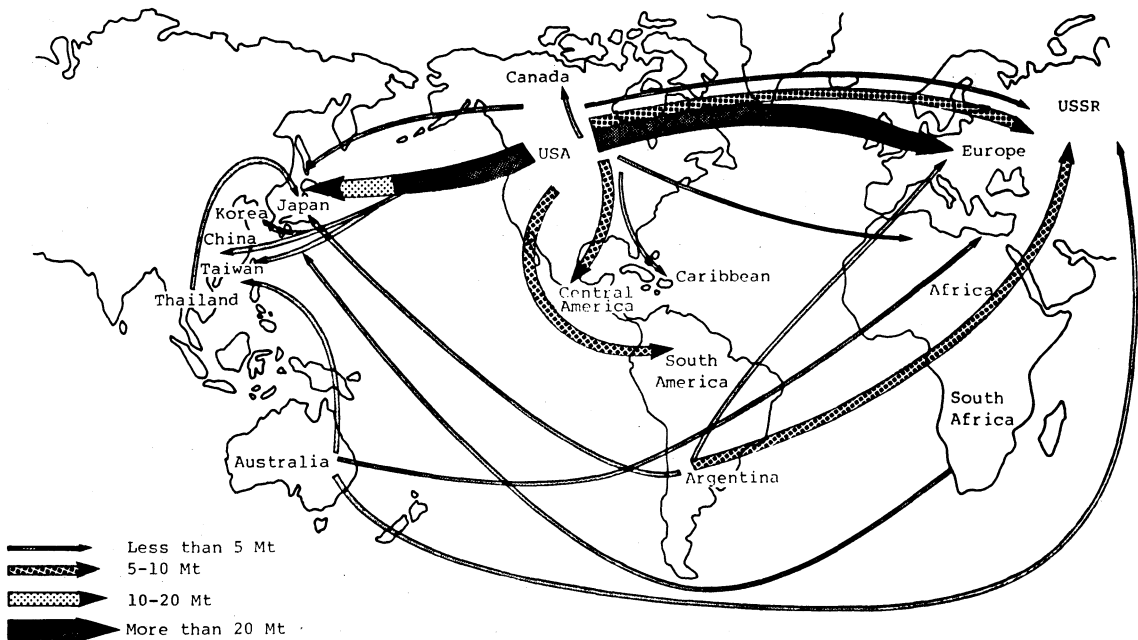 Canada
USSR
USA
Europe
Japan
Korea
China
Taiwan
Caribbean
Thailand
Central
America
Africa
South
America
South
Africa
Australia
Argentina
Less than 5 Mt
5-10 Mt
10-20 Mt
More than 20 Mt